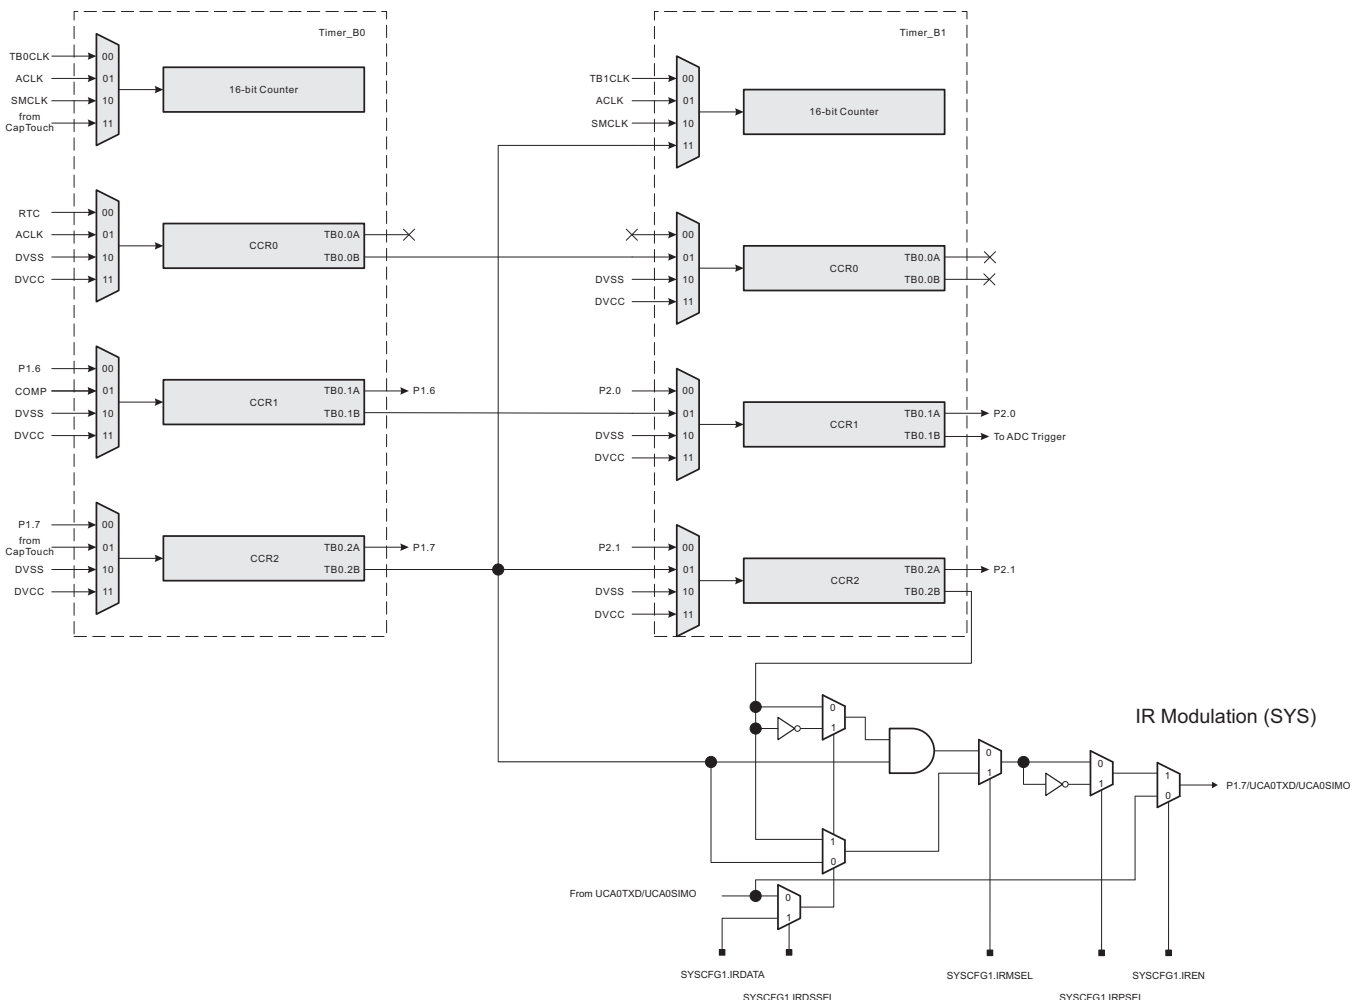 Timer_B0
TB0CLK
00
ACLK
01
SMCLK
10
from
CapTouch
11
16-bit Counter
RTC
00
ACLK
01
DVSS
10
DVCC
11
CCR0
TB0.0A
TB0.0B
P1.6
00
COMP
01
DVSS
10
DVCC
11
CCR1
TB0.1A
P1.6
TB0.1B
P1.7
00
from
CapTouch
01
DVSS
10
DVCC
11
CCR2
TB0.2A
P1.7
TB0.2B
Timer_B1
TB1CLK
00
ACLK
01
SMCLK
10
11
16-bit Counter
00
01
DVSS
10
DVCC
11
CCR0
TB0.0A
TB0.0B
P2.0
00
01
DVSS
10
DVCC
11
CCR1
TB0.1A
P2.0
TB0.1B
To ADC Trigger
P2.1
00
01
DVSS
10
DVCC
11
CCR2
TB0.2A
P2.1
TB0.2B
IR Modulation (SYS)
0
1
0
1
0
1
1
0
P1.7/UCA0TXD/UCA0SIMO
1
0
From UCA0TXD/UCA0SIMO
0
1
SYSCFG1.IRDATA
SYSCFG1.IRMSEL
SYSCFG1.IREN
SYSCFG1.IRDSSEL
SYSCFG1.IRPSEL